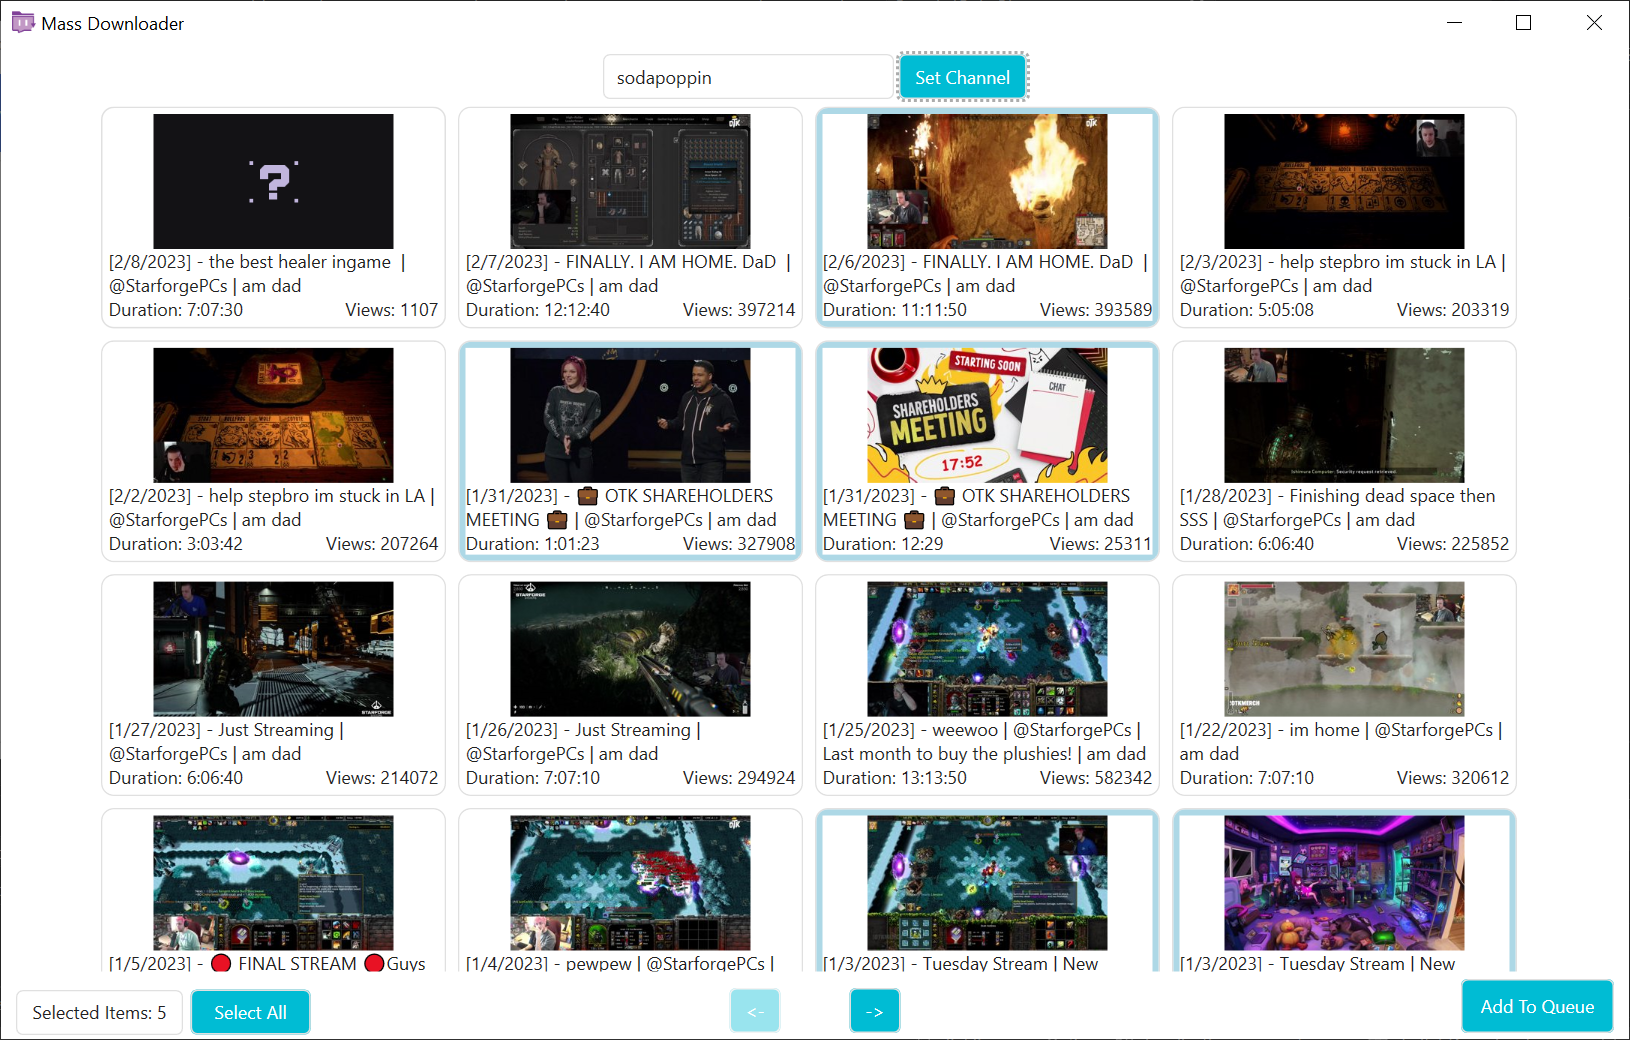 Mass Downloader
sodapoppin
Set Channel
[2/8/2023] - the best healer ingame |
@StarforgePCs | am dad
Duration: 7:07:30 Views: 1107
[2/7/2023] - FINALLY. I AM HOME. DaD |
@StarforgePCs | am dad
Duration: 12:12:40 Views: 397214
[2/6/2023] - FINALLY. I AM HOME. DaD |
@StarforgePCs | am dad
Duration: 11:11:50 Views: 393589
[2/3/2023] - help stepbro im stuck in LA |
@StarforgePCs | am dad
Duration: 5:05:08 Views: 203319
[2/2/2023] - help stepbro im stuck in LA |
@StarforgePCs | am dad
Duration: 3:03:42 Views: 207264
[1/31/2023] - 💼 OTK SHAREHOLDERS
MEETING 💼 | @StarforgePCs | am dad
Duration: 1:01:23 Views: 327908
STARTING SOON
CHAT
SHAREHOLDERS
MEETING
17:52
[1/31/2023] - 💼 OTK SHAREHOLDERS
MEETING 💼 | @StarforgePCs | am dad
Duration: 12:29 Views: 25311
Ichimura Computer: Security request retrieved.
[1/28/2023] - Finishing dead space then
SSS | @StarforgePCs | am dad
Duration: 6:06:40 Views: 225852
STARFORGE
[1/27/2023] - Just Streaming |
@StarforgePCs | am dad
Duration: 6:06:40 Views: 214072
STARFORGE
[1/26/2023] - Just Streaming |
@StarforgePCs | am dad
Duration: 7:07:10 Views: 294924
[1/25/2023] - weewoo | @StarforgePCs |
Last month to buy the plushies! | am dad
Duration: 13:13:50 Views: 582342
OTKMERCH
[1/22/2023] - im home | @StarforgePCs |
am dad
Duration: 7:07:10 Views: 320612
[1/5/2023] - 🔴 FINAL STREAM 🔴Guys
[1/4/2023] - pewpew | @StarforgePCs |
[1/3/2023] - Tuesday Stream | New
[1/3/2023] - Tuesday Stream | New
Selected Items: 5
Select All
<-
->
Add To Queue